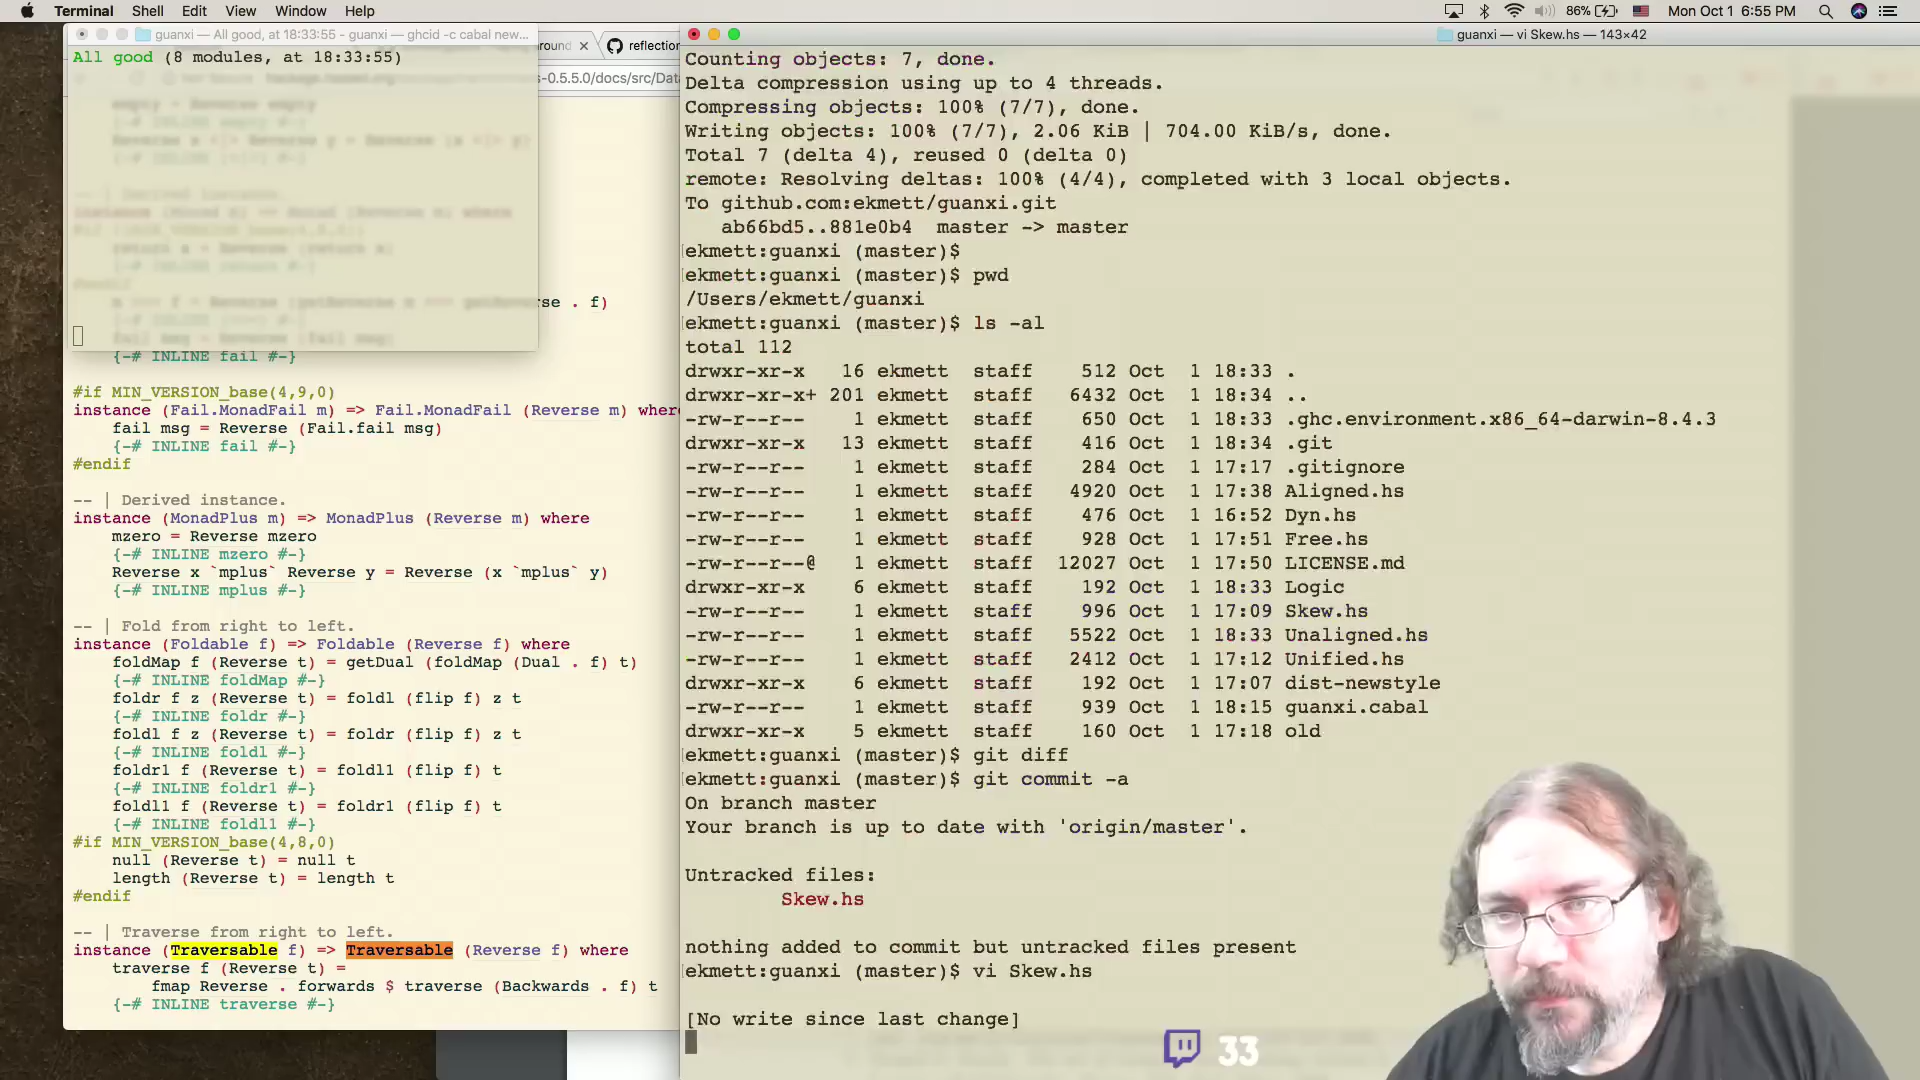 Terminal Shell Edit View Window Help
86% Mon Oct 1 6:55 PM
guanxi — All good, at 18:33:55 - guanxi — ghcid -c cabal new...
All good (8 modules, at 18:33:55)
reflection
-0.5.5.0/docs/src/Data
{-# INLINE fail #-}
#if MIN_VERSION_base(4,9,0)
instance (Fail.MonadFail m) => Fail.MonadFail (Reverse m) where
fail msg = Reverse (Fail.fail msg)
{-# INLINE fail #-}
#endif
-- | Derived instance.
instance (MonadPlus m) => MonadPlus (Reverse m) where
mzero = Reverse mzero
{-# INLINE mzero #-}
Reverse x `mplus` Reverse y = Reverse (x `mplus` y)
{-# INLINE mplus #-}
-- | Fold from right to left.
instance (Foldable f) => Foldable (Reverse f) where
foldMap f (Reverse t) = getDual (foldMap (Dual . f) t)
{-# INLINE foldMap #-}
foldr f z (Reverse t) = foldl (flip f) z t
{-# INLINE foldr #-}
foldl f z (Reverse t) = foldr (flip f) z t
{-# INLINE foldl #-}
foldr1 f (Reverse t) = foldl1 (flip f) t
{-# INLINE foldr1 #-}
foldl1 f (Reverse t) = foldr1 (flip f) t
{-# INLINE foldl1 #-}
#if MIN_VERSION_base(4,8,0)
null (Reverse t) = null t
length (Reverse t) = length t
#endif
-- | Traverse from right to left.
instance (Traversable f) => Traversable (Reverse f) where
traverse f (Reverse t) =
fmap Reverse . forwards $ traverse (Backwards . f) t
{-# INLINE traverse #-}
guanxi — vi Skew.hs — 143×42
Counting objects: 7, done.
Delta compression using up to 4 threads.
Compressing objects: 100% (7/7), done.
Writing objects: 100% (7/7), 2.06 KiB | 704.00 KiB/s, done.
Total 7 (delta 4), reused 0 (delta 0)
remote: Resolving deltas: 100% (4/4), completed with 3 local objects.
To github.com:ekmett/guanxi.git
ab66bd5..881e0b4 master -> master
ekmett:guanxi (master)$
ekmett:guanxi (master)$ pwd
/Users/ekmett/guanxi
ekmett:guanxi (master)$ ls -al
total 112
drwxr-xr-x 16 ekmett staff 512 Oct 1 18:33 .
drwxr-xr-x+ 201 ekmett staff 6432 Oct 1 18:34 ..
-rw-r--r-- 1 ekmett staff 650 Oct 1 18:33 .ghc.environment.x86_64-darwin-8.4.3
drwxr-xr-x 13 ekmett staff 416 Oct 1 18:34 .git
-rw-r--r-- 1 ekmett staff 284 Oct 1 17:17 .gitignore
-rw-r--r-- 1 ekmett staff 4920 Oct 1 17:38 Aligned.hs
-rw-r--r-- 1 ekmett staff 476 Oct 1 16:52 Dyn.hs
-rw-r--r-- 1 ekmett staff 928 Oct 1 17:51 Free.hs
-rw-r--r--@ 1 ekmett staff 12027 Oct 1 17:50 LICENSE.md
drwxr-xr-x 6 ekmett staff 192 Oct 1 18:33 Logic
-rw-r--r-- 1 ekmett staff 996 Oct 1 17:09 Skew.hs
-rw-r--r-- 1 ekmett staff 5522 Oct 1 18:33 Unaligned.hs
-rw-r--r-- 1 ekmett staff 2412 Oct 1 17:12 Unified.hs
drwxr-xr-x 6 ekmett staff 192 Oct 1 17:07 dist-newstyle
-rw-r--r-- 1 ekmett staff 939 Oct 1 18:15 guanxi.cabal
drwxr-xr-x 5 ekmett staff 160 Oct 1 17:18 old
ekmett:guanxi (master)$ git diff
ekmett:guanxi (master)$ git commit -a
On branch master
Your branch is up to date with 'origin/master'.
Untracked files:
Skew.hs
nothing added to commit but untracked files present
ekmett:guanxi (master)$ vi Skew.hs
[No write since last change]
33